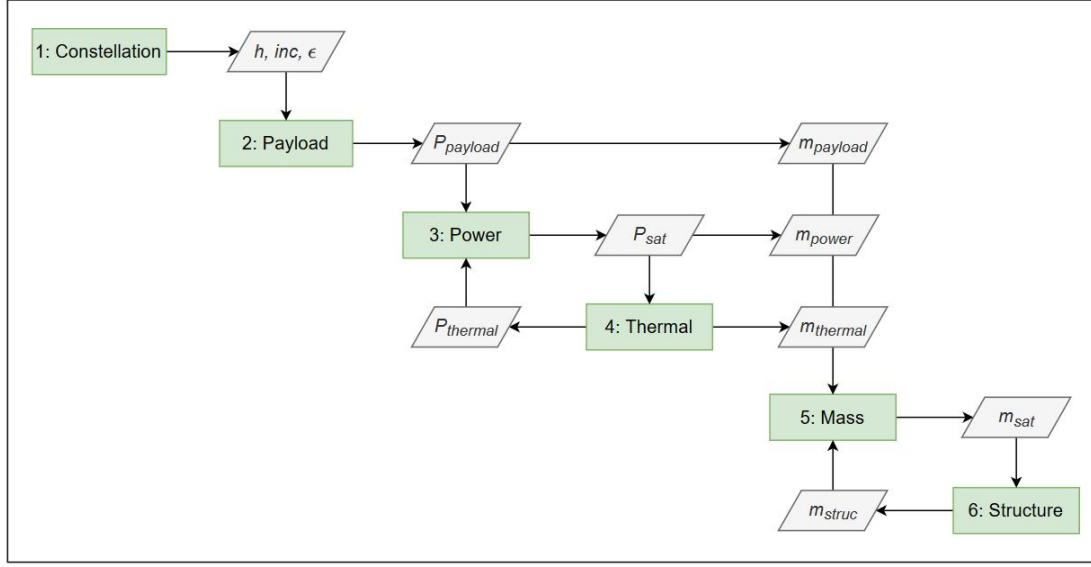 1: Constellation
h, inc, ϵ
2: Payload
P_payload
m_payload
3: Power
P_sat
m_power
P_thermal
4: Thermal
m_thermal
5: Mass
m_sat
m_struc
6: Structure